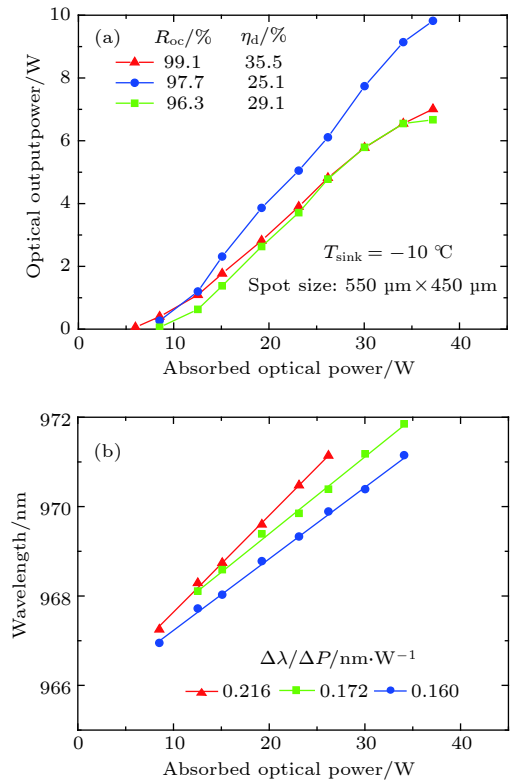 (a)
R_oc/% η_d/%
99.1 35.5
97.7 25.1
96.3 29.1
10
8
6
4
2
0
Optical outputpower/W
T_sink = −10 ℃
Spot size: 550 µm×450 µm
0 10 20 30 40
Absorbed optical power/W
(b)
972
970
968
966
Wavelength/nm
Δλ/ΔP/nm·W⁻¹
0.216 0.172 0.160
0 10 20 30 40
Absorbed optical power/W